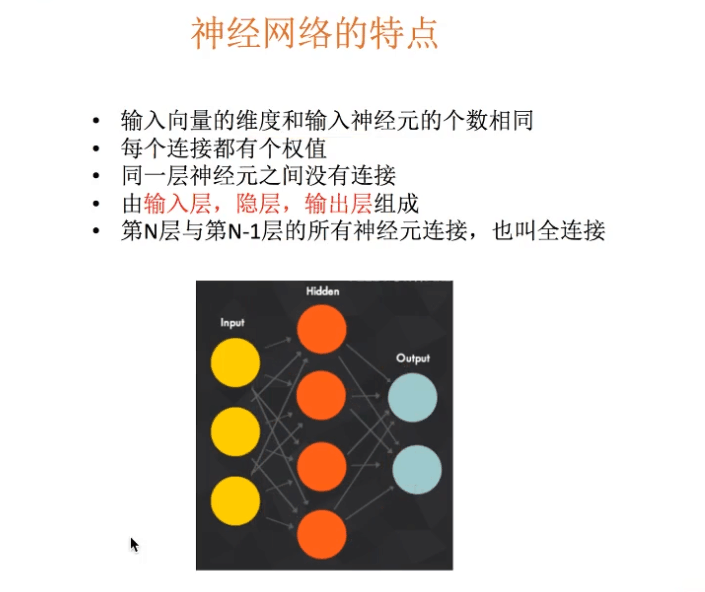 神经网络的特点
• 输入向量的维度和输入神经元的个数相同
• 每个连接都有个权值
• 同一层神经元之间没有连接
• 由输入层，隐层，输出层组成
• 第N层与第N-1层的所有神经元连接，也叫全连接
Hidden
Input
Output